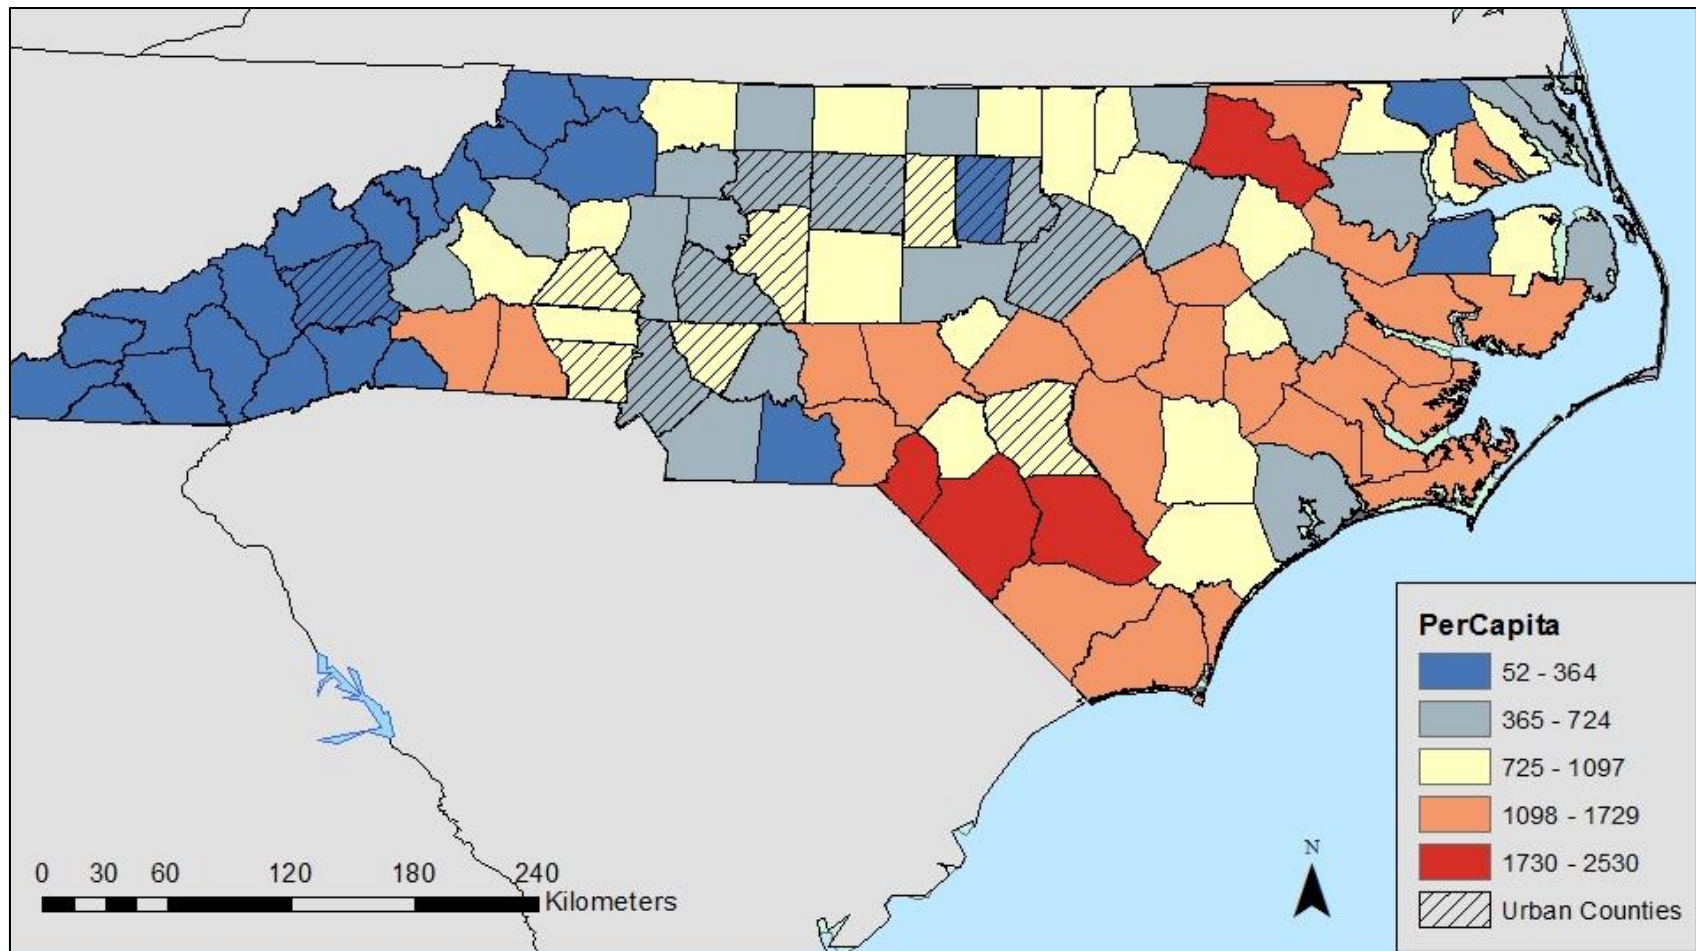 PerCapita
52 - 364
365 - 724
725 - 1097
1098 - 1729
1730 - 2530
Urban Counties
N
0 30 60 120 180 240
Kilometers